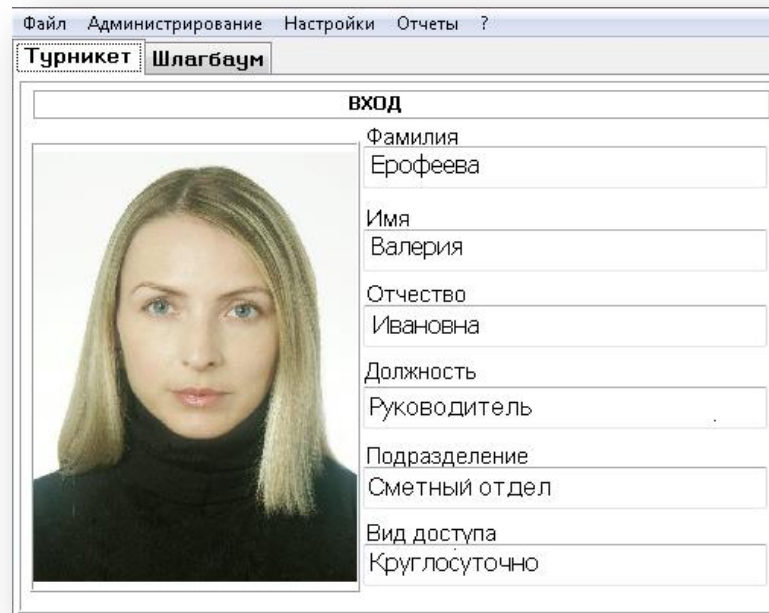 Файл Администрирование Настройки Отчеты ?
Турникет Шлагбаум
ВХОД
Фамилия
Ерофеева
Имя
Валерия
Отчество
Ивановна
Должность
Руководитель
Подразделение
Сметный отдел
Вид доступа
Круглосуточно